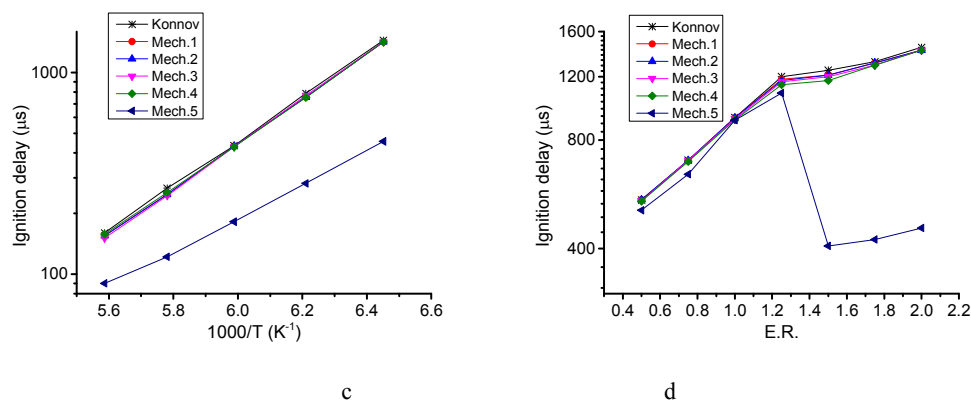 Konnov
Mech.1
Mech.2
Mech.3
Mech.4
Mech.5
1000
100
Ignition delay (μs)
5.6 5.8 6.0 6.2 6.4 6.6
1000/T (K⁻¹)
c
Konnov
Mech.1
Mech.2
Mech.3
Mech.4
Mech.5
1600
1200
800
400
Ignition delay (μs)
0.4 0.6 0.8 1.0 1.2 1.4 1.6 1.8 2.0 2.2
E.R.
d